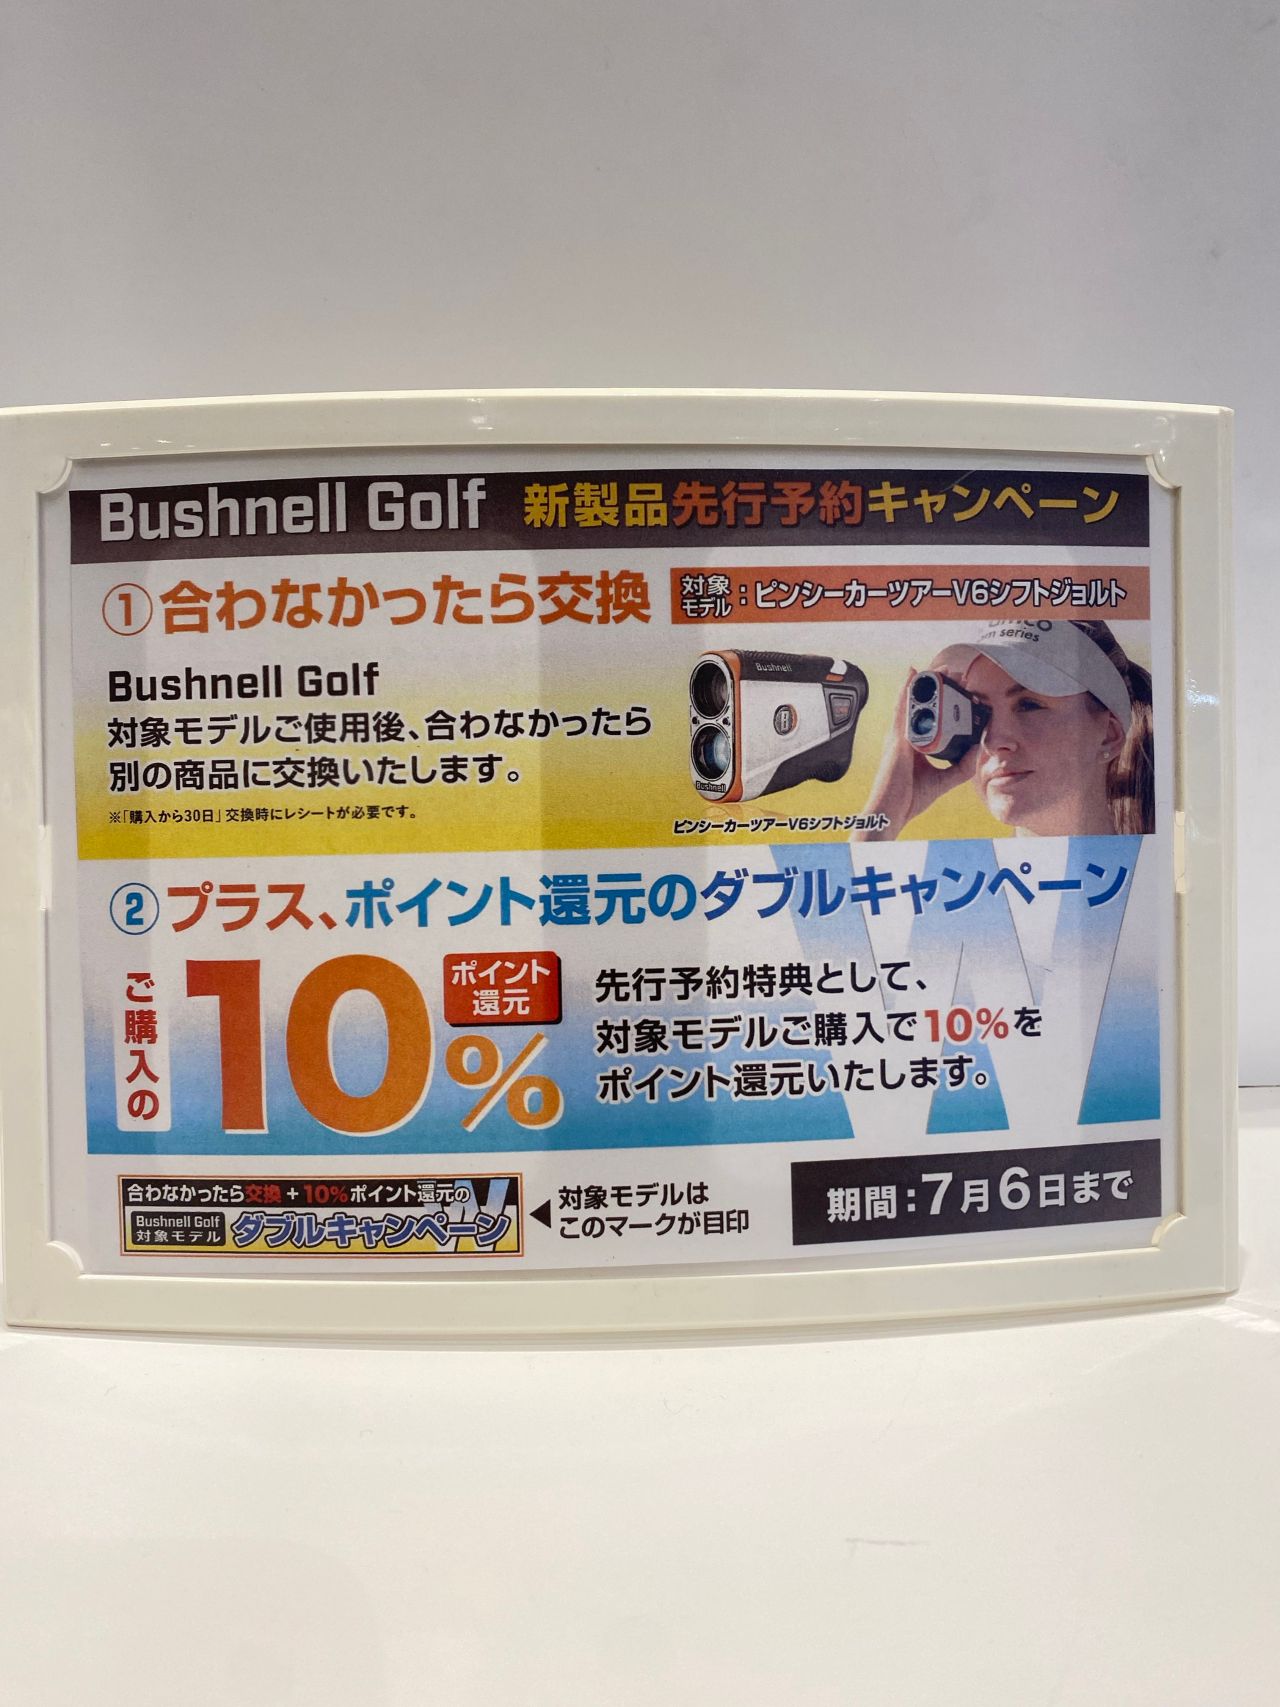 Bushnell Golf 新製品先行予約キャンペーン
①合わなかったら交換
対象モデル：ピンシーカーツアーV6シフトジョルト
Bushnell Golf
対象モデルご使用後、合わなかったら
別の商品に交換いたします。
※「購入から30日」交換時にレシートが必要です。
Bushnell
Bushnell
m series
ピンシーカーツアーV6シフトジョルト
②プラス、ポイント還元のダブルキャンペーン
ご購入の10%ポイント還元
先行予約特典として、
対象モデルご購入で10%を
ポイント還元いたします。
合わなかったら交換+10%ポイント還元の
Bushnell Golf
対象モデル
ダブルキャンペーン
◀対象モデルは
このマークが目印
期間：7月6日まで